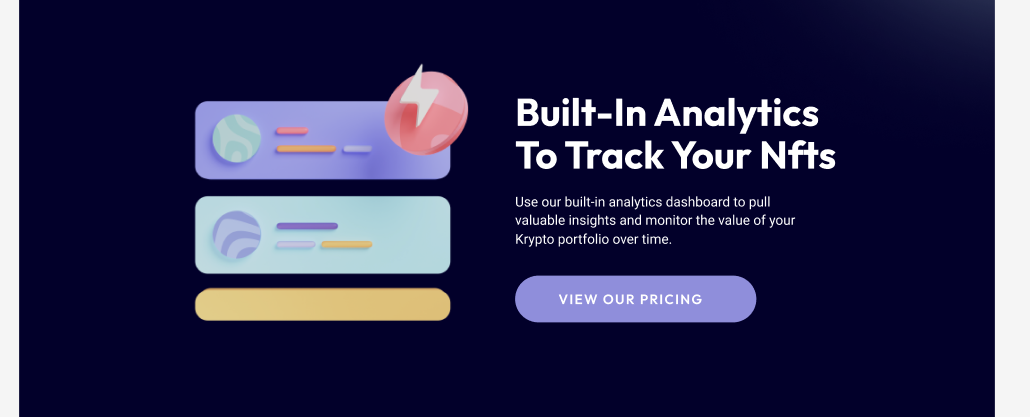 Built-In Analytics
To Track Your Nfts
Use our built-in analytics dashboard to pull
valuable insights and monitor the value of your
Krypto portfolio over time.
VIEW OUR PRICING